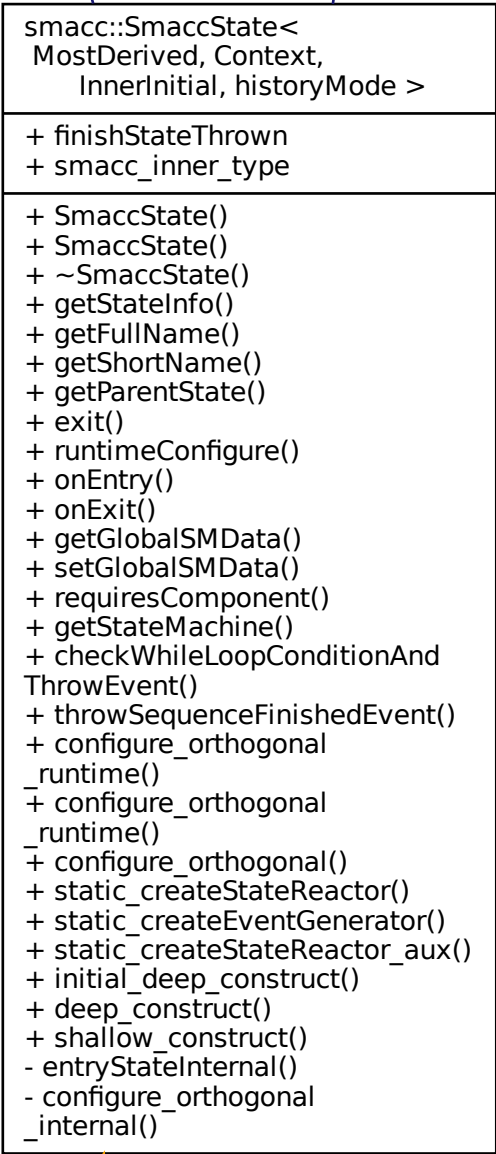 smacc::SmaccState<
MostDerived, Context,
InnerInitial, historyMode >
+ finishStateThrown
+ smacc_inner_type
+ SmaccState()
+ SmaccState()
+ ~SmaccState()
+ getStateInfo()
+ getFullName()
+ getShortName()
+ getParentState()
+ exit()
+ runtimeConfigure()
+ onEntry()
+ onExit()
+ getGlobalSMData()
+ setGlobalSMData()
+ requiresComponent()
+ getStateMachine()
+ checkWhileLoopConditionAnd
ThrowEvent()
+ throwSequenceFinishedEvent()
+ configure_orthogonal
_runtime()
+ configure_orthogonal
_runtime()
+ configure_orthogonal()
+ static_createStateReactor()
+ static_createEventGenerator()
+ static_createStateReactor_aux()
+ initial_deep_construct()
+ deep_construct()
+ shallow_construct()
- entryStateInternal()
- configure_orthogonal
_internal()